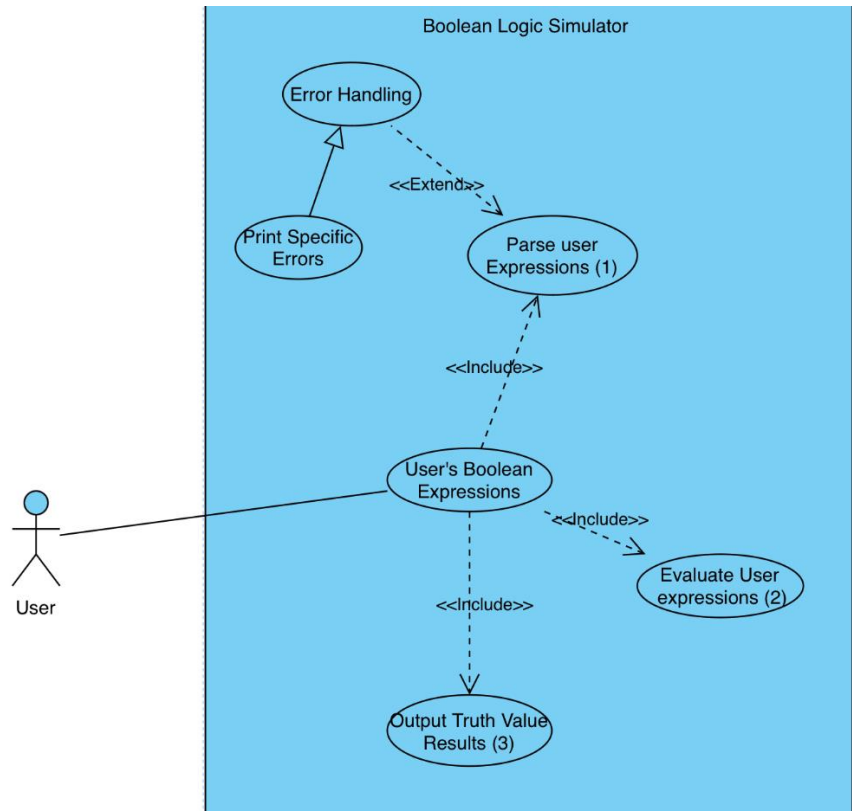 Boolean Logic Simulator
Error Handling
<<Extend>>
Print Specific
Errors
Parse user
Expressions (1)
<<Include>>
User's Boolean
Expressions
<<Include>>
Evaluate User
expressions (2)
User
<<Include>>
Output Truth Value
Results (3)